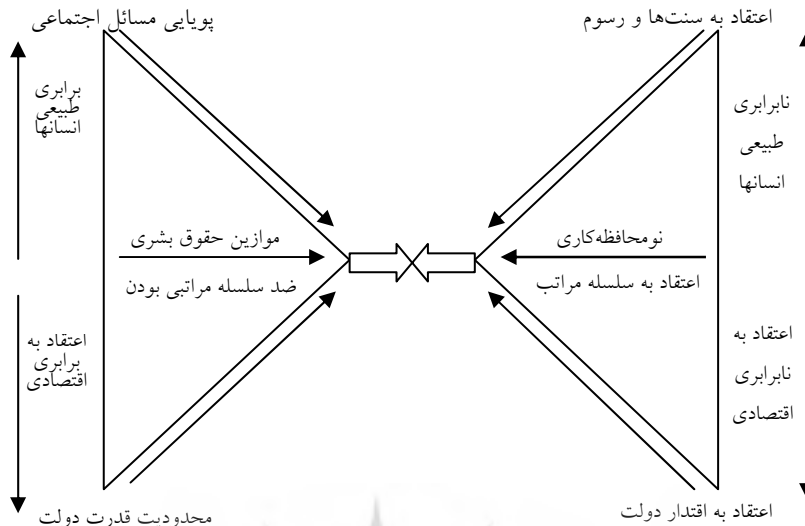 اعتقاد به سنت‌ها و رسوم
پویایی مسائل اجتماعی
نابرابری
طبیعی
انسانها
برابری
طبیعی
انسانها
نومحافظه‌کاری
اعتقاد به سلسله مراتب
موازین حقوق بشری
ضد سلسله مراتبی بودن
اعتقاد به
نابرابری
اقتصادی
اعتقاد به
برابری
اقتصادی
اعتقاد به اقتدار دولت
محدودیت قدرت دولت